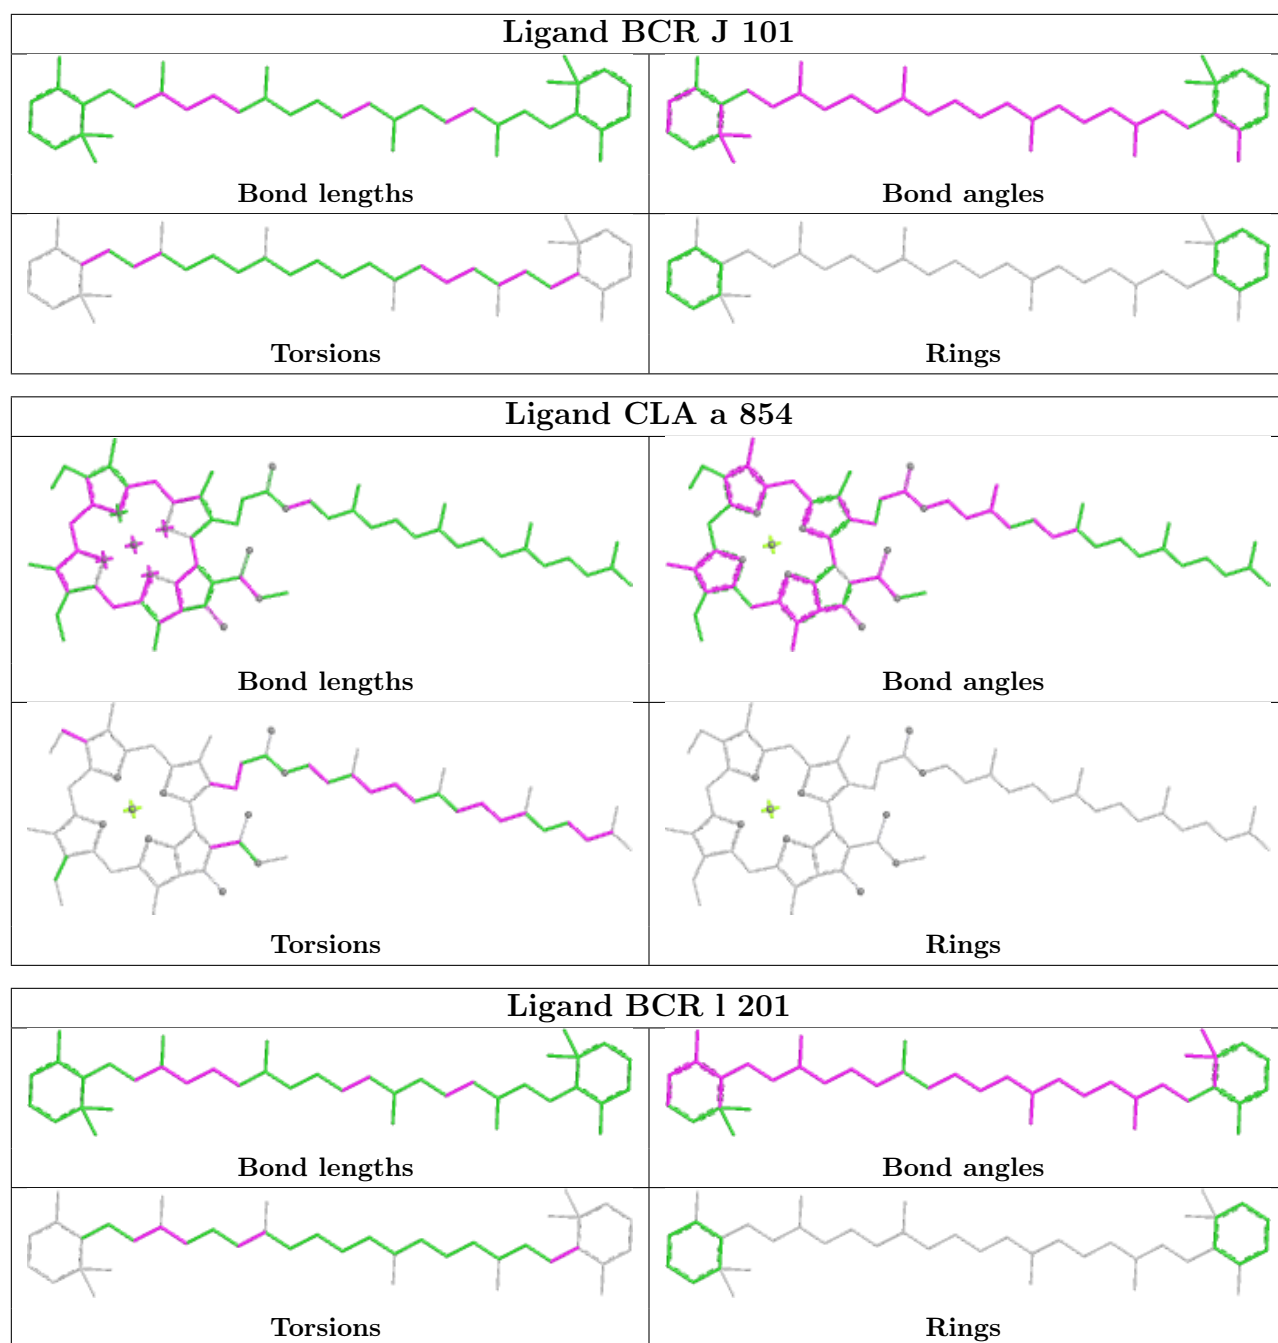 Ligand BCR J 101
Bond lengths
Bond angles
Torsions
Rings
Ligand CLA a 854
Bond lengths
Bond angles
Torsions
Rings
Ligand BCR l 201
Bond lengths
Bond angles
Torsions
Rings